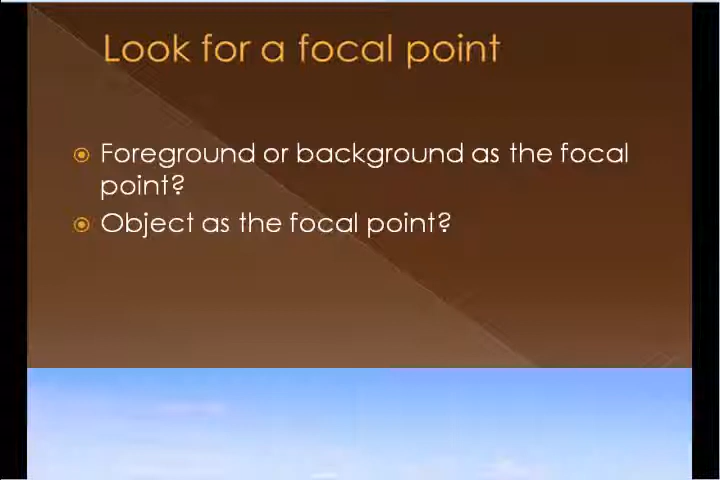 Look for a focal point
Foreground or background as the focal
point?
Object as the focal point?